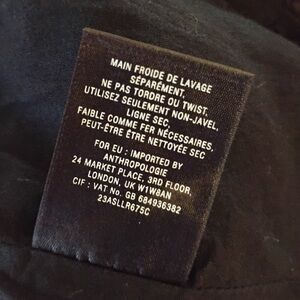 MAIN FROIDE DE LAVAGE
SÉPARÉMENT.
NE PAS TORDRE OU TWIST.
UTILISEZ SEULEMENT NON-JAVEL.
LIGNE SEC.
FAIBLE COMME FER NÉCESSAIRES,
PEUT-ÊTRE ÊTRE NETTOYÉE SEC
FOR EU : IMPORTED BY
ANTHROPOLOGIE
24 MARKET PLACE, 3RD FLOOR,
LONDON, UK W1W8AN
CIF : VAT No. GB 684936382
23ASLLR675C